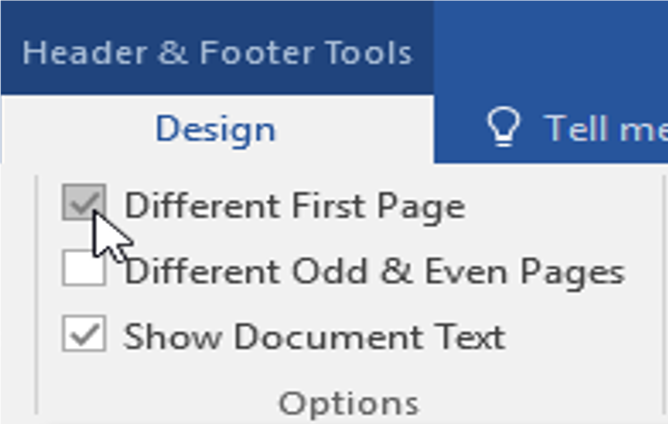 Header & Footer Tools
Design
Tell me
Different First Page
Different Odd & Even Pages
Show Document Text
Options